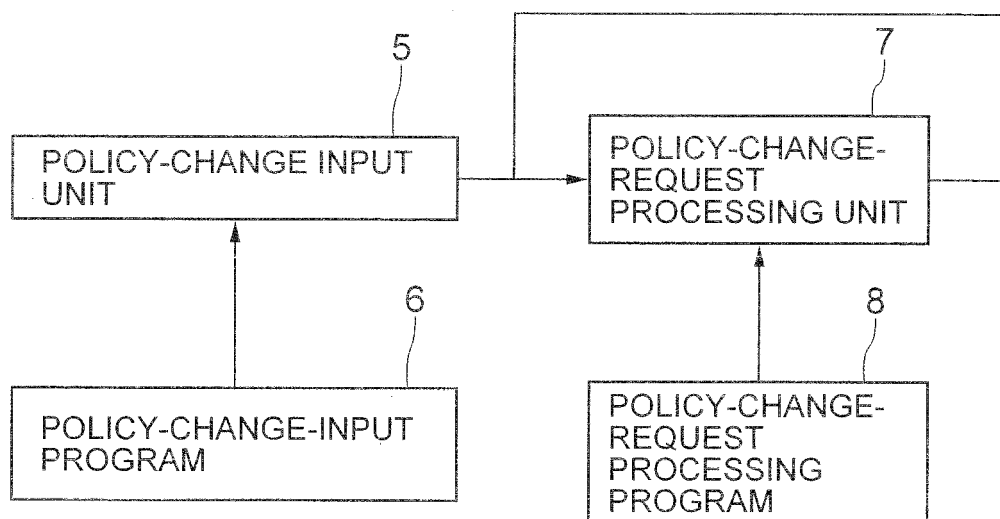 5
POLICY-CHANGE INPUT
UNIT
7
POLICY-CHANGE-
REQUEST
PROCESSING UNIT
6
POLICY-CHANGE-INPUT
PROGRAM
8
POLICY-CHANGE-
REQUEST
PROCESSING
PROGRAM